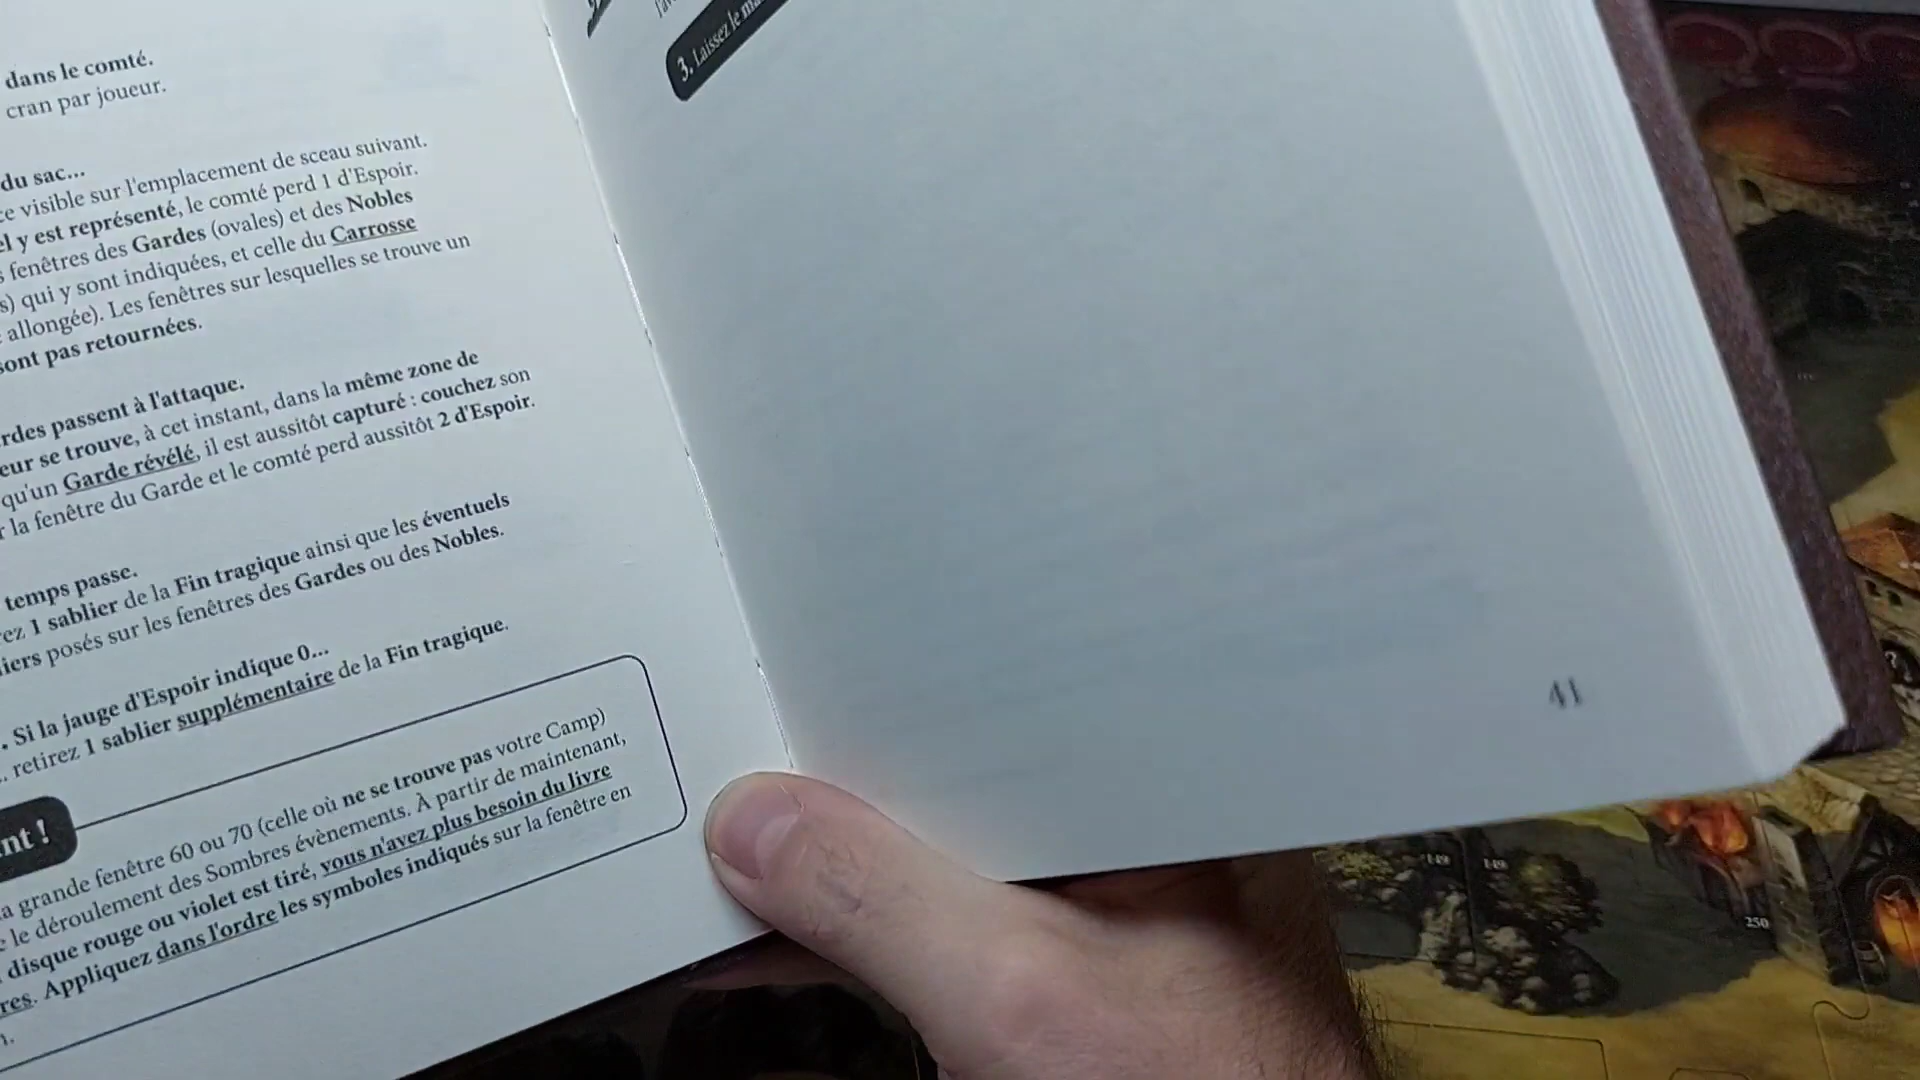 dans le comté.
cran par joueur.
du sac...
visible sur l'emplacement de sceau suivant.
y est représenté, le comté perd 1 d'Espoir.
fenêtres des Gardes (ovales) et des Nobles
qui y sont indiquées, et celle du Carrosse
allongée). Les fenêtres sur lesquelles se trouve un
sont pas retournées.
passent à l'attaque.
se trouve, à cet instant, dans la même zone de
qu'un Garde révélé, il est aussitôt capturé : couchez son
la fenêtre du Garde et le comté perd aussitôt 2 d'Espoir.
temps passe.
1 sablier de la Fin tragique ainsi que les éventuels
posés sur les fenêtres des Gardes ou des Nobles.
. Si la jauge d'Espoir indique 0...
.. retirez 1 sablier supplémentaire de la Fin tragique.
nt !
la grande fenêtre 60 ou 70 (celle où ne se trouve pas votre Camp)
le déroulement des Sombres évènements. À partir de maintenant,
disque rouge ou violet est tiré, vous n'avez plus besoin du livre
res. Appliquez dans l'ordre les symboles indiqués sur la fenêtre en
3. Laissez le
41
149
149
250